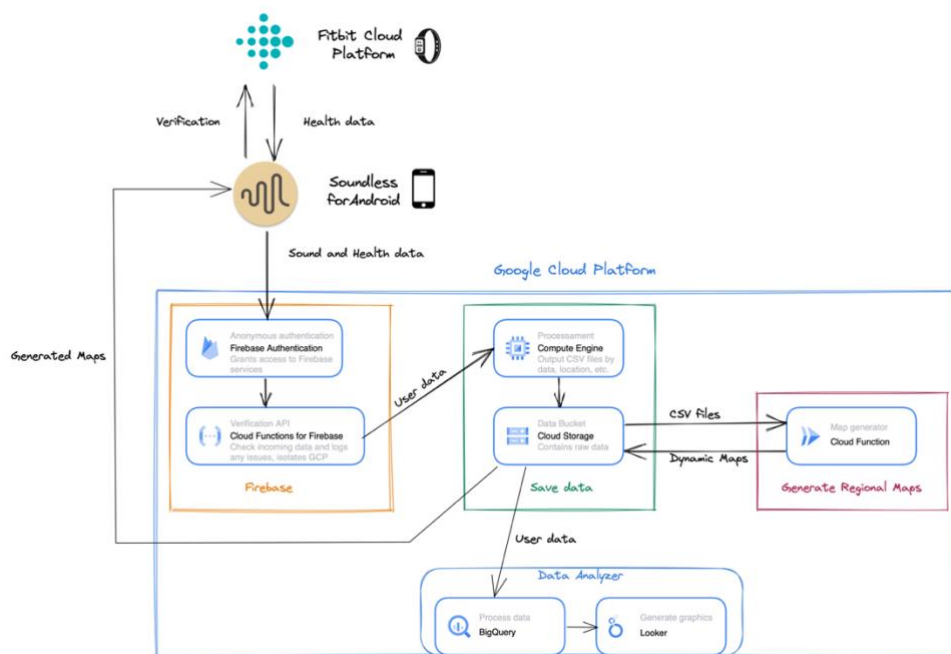 Fitbit Cloud
Platform
Verification
Health data
Soundless
forAndroid
Sound and Health data
Google Cloud Platform
Anonymous authentication
Firebase Authentication
Grants access to Firebase
services
Verification API
Cloud Functions for Firebase
Check incoming data and logs
any issues, isolates GCP
Firebase
Generated Maps
User data
Processament
Compute Engine
Output CSV files by
data, location, etc.
Data Bucket
Cloud Storage
Contains raw data
Save data
CSV files
Dynamic Maps
Map generator
Cloud Function
Generate Regional Maps
User data
Data Analyzer
Process data
BigQuery
Generate graphics
Looker